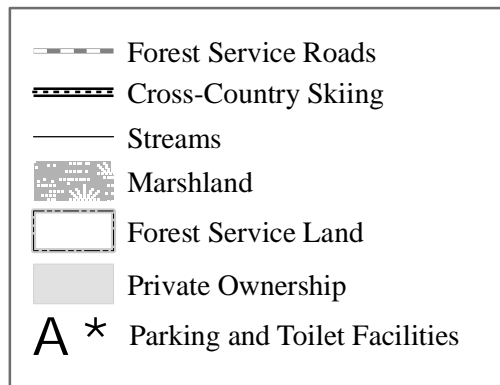 Forest Service Roads
Cross-Country Skiing
Streams
Marshland
Forest Service Land
Private Ownership
A * Parking and Toilet Facilities